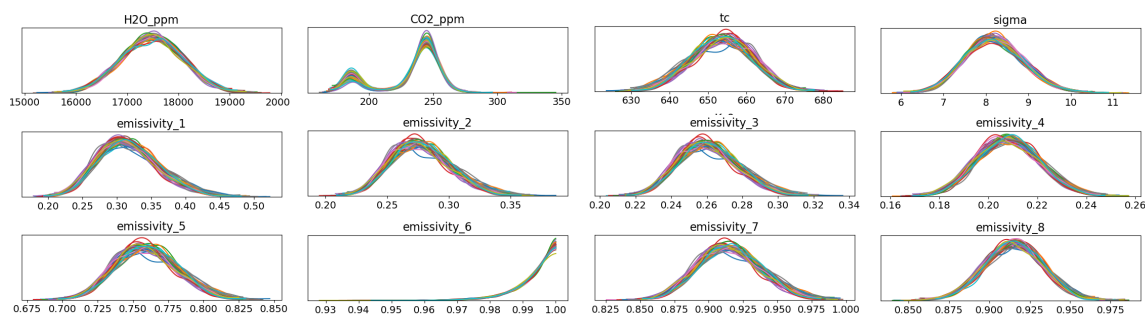 H2O_ppm
CO2_ppm
tc
sigma
15000 16000 17000 18000 19000 2000
200 250 300 350
630 640 650 660 670 680
6 7 8 9 10 11
emissivity_1
emissivity_2
emissivity_3
emissivity_4
0.20 0.25 0.30 0.35 0.40 0.45 0.50
0.20 0.25 0.30 0.35
0.20 0.22 0.24 0.26 0.28 0.30 0.32 0.34
0.16 0.18 0.20 0.22 0.24 0.26
emissivity_5
emissivity_6
emissivity_7
emissivity_8
0.675 0.700 0.725 0.750 0.775 0.800 0.825 0.850
0.93 0.94 0.95 0.96 0.97 0.98 0.99 1.00
0.825 0.850 0.875 0.900 0.925 0.950 0.975 1.000
0.850 0.875 0.900 0.925 0.950 0.975